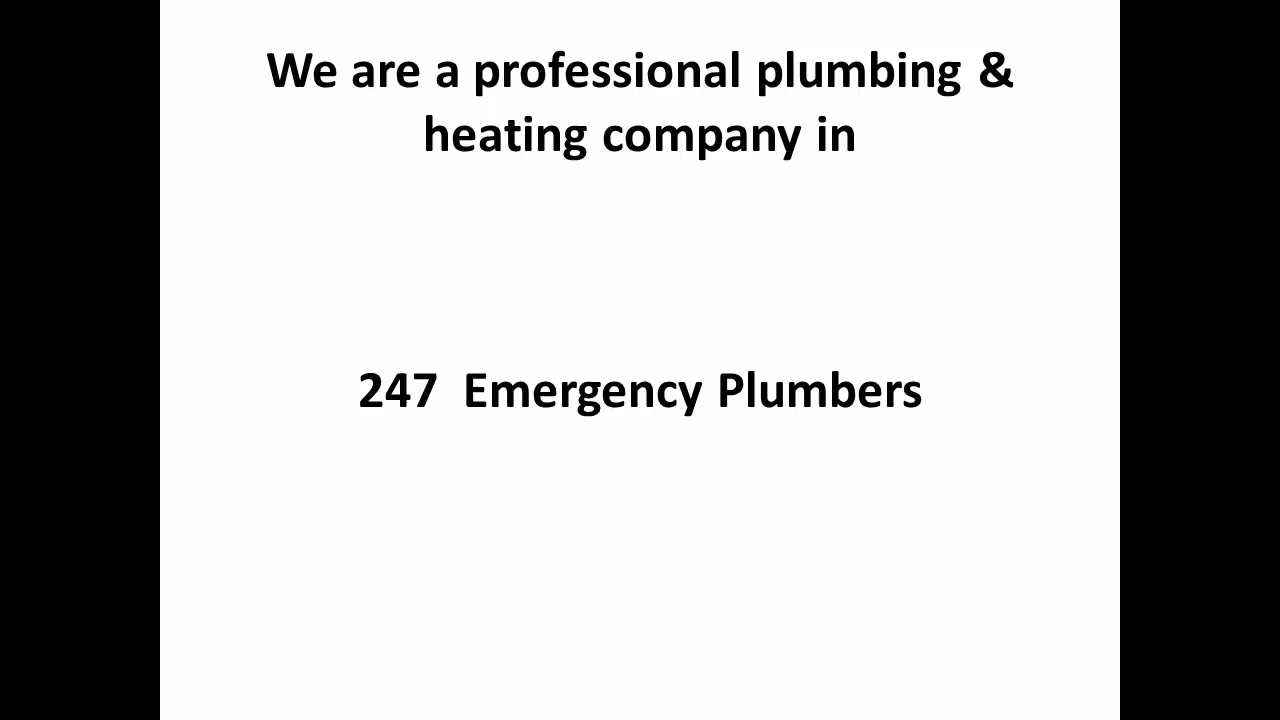 We are a professional plumbing &
heating company in
247  Emergency Plumbers